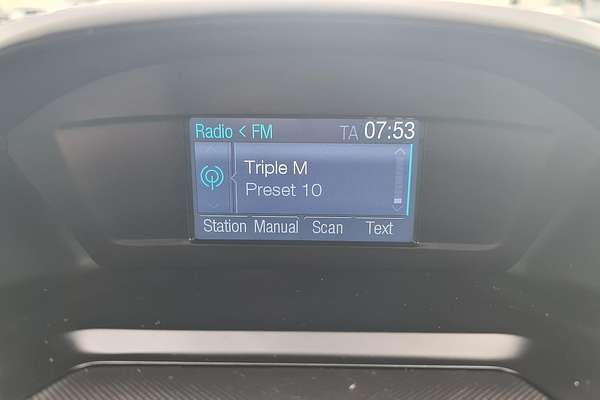 Radio < FM TA 07:53
Triple M
Preset 10
Station Manual Scan Text